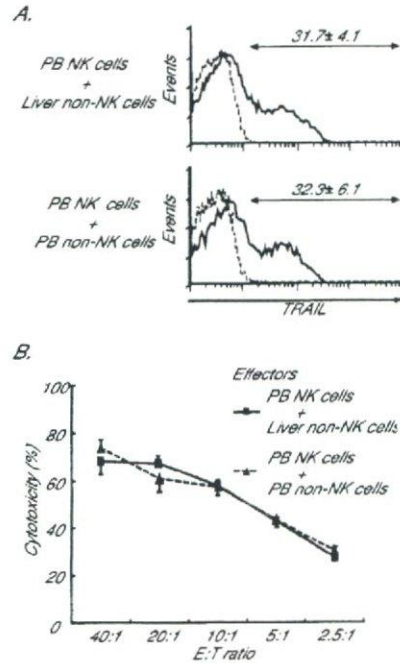 A.
PB NK cells
+
Liver non-NK cells
Events
31.7± 4.1
PB NK cells
+
PB non-NK cells
Events
32.3± 6.1
TRAIL
B.
Cytotoxicity (%)
100
80
60
40
20
0
40:1
20:1
10:1
5:1
2.5:1
E:T ratio
Effectors
PB NK cells
+
Liver non-NK cells
PB NK cells
+
PB non-NK cells